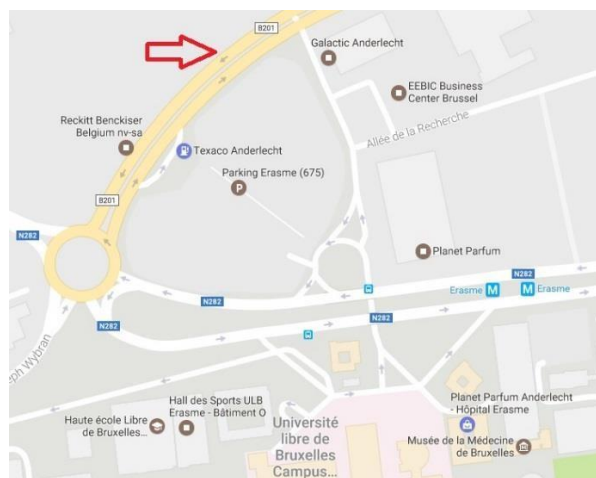 B201
Galactic Anderlecht
EEBIC Business
Center Brussel
Reckitt Benckiser
Belgium nv-sa
Texaco Anderlecht
Allée de la Recherche
Parking Erasme (675)
P
B201
N282
Planet Parfum
N282
Erasme M
M Erasme
N282
N282
N282
N282
eph Wybran
Hall des Sports ULB
Erasme - Bâtiment O
Haute école Libre
de Bruxelles...
Université
libre de
Bruxelles
Campus...
Planet Parfum Anderlecht
- Hôpital Erasme
Musée de la Médecine
de Bruxelles